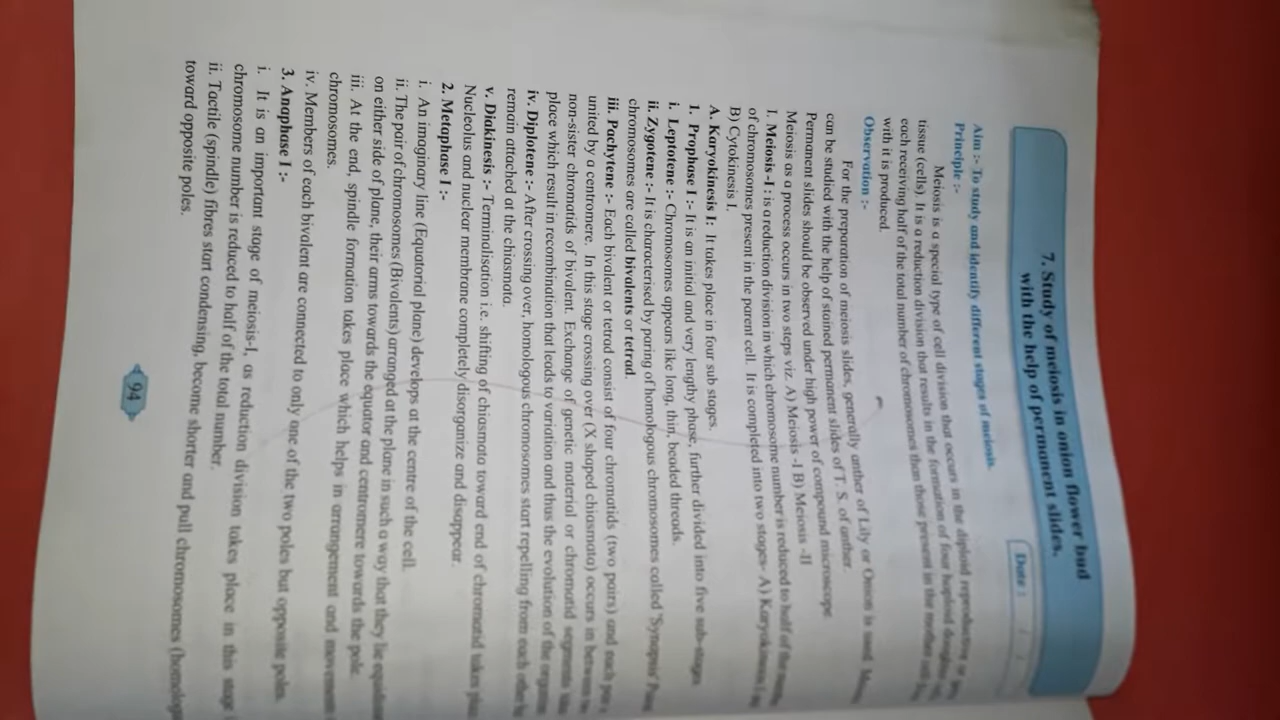 7. Study of meiosis in onion flower bud
with the help of permanent slides.
Date : / /
Aim :- To study and identify different stages of meiosis.
Principle :-
Meiosis is a special type of cell division that occurs in the diploid reproductive or
tissue (cells). It is a reduction division that results in the formation of four haploid daughter
each receiving half of the total number of chromosomes than those present in the mother cell
with it is produced.
Observation :-
For the preparation of meiosis slides, generally anther of Lily or Onion is used.
can be studied with the help of stained permanent slides of T. S. of anther.
Permanent slides should be observed under high power of compound microscope
Meiosis as a process occurs in two steps viz. A) Meiosis -I B) Meiosis -II
I. Meiosis-I : is a reduction division in which chromosome number is reduced to half of the
of chromosomes present in the parent cell. It is completed into two stages- A) Karyokinesis I
B) Cytokinesis I.
A. Karyokinesis I : It takes place in four sub stages.
1. Prophase I :- It is an initial and very lengthy phase, further divided into five sub-stages
i. Leptotene :- Chromosomes appears like long, thin, beaded threads.
ii. Zygotene :- It is characterised by paring of homologous chromosomes called 'Synapsis'
chromosomes are called bivalents or tetrad.
iii. Pachytene :- Each bivalent or tetrad consist of four chromatids (two pairs) and each
united by a centromere. In this stage crossing over (X shaped chiasmata) occurs in between
non-sister chromatids of bivalent. Exchange of genetic material or chromatid segments
place which result in recombination that leads to variation and thus the evolution of the
iv. Diplotene :- After crossing over, homologous chromosomes start repelling from each other
remain attached at the chiasmata.
v. Diakinesis :- Terminalisation i.e. shifting of chiasmata toward end of chromatid takes
Nucleolus and nuclear membrane completely disorganize and disappear.
2. Metaphase I :-
i. An imaginary line (Equatorial plane) develops at the centre of the cell.
ii. The pair of chromosomes (Bivalents) arranged at the plane in such a way that they lie
on either side of plane, their arms towards the equator and centromere towards the pole.
iii. At the end, spindle formation takes place which helps in arrangement and movement
chromosomes.
iv. Members of each bivalent are connected to only one of the two poles but opposite poles.
3. Anaphase I :-
i. It is an important stage of meiosis-I, as reduction division takes place in this stage
chromosome number is reduced to half of the total number.
ii. Tactile (spindle) fibres start condensing, become shorter and pull chromosomes
toward opposite poles.
94